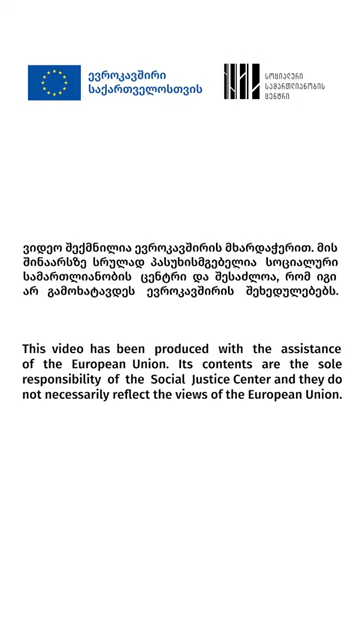 ევროკავშირი
საქართველოსთვის
სოციალური
სამართლიანობის
ცენტრი
ვიდეო შექმნილია ევროკავშირის მხარდაჭერით. მის
შინაარსზე სრულად პასუხისმგებელია სოციალური
სამართლიანობის ცენტრი და შესაძლოა, რომ იგი
არ გამოხატავდეს ევროკავშირის შეხედულებებს.
This video has been produced with the assistance
of the European Union. Its contents are the sole
responsibility of the Social Justice Center and they do
not necessarily reflect the views of the European Union.